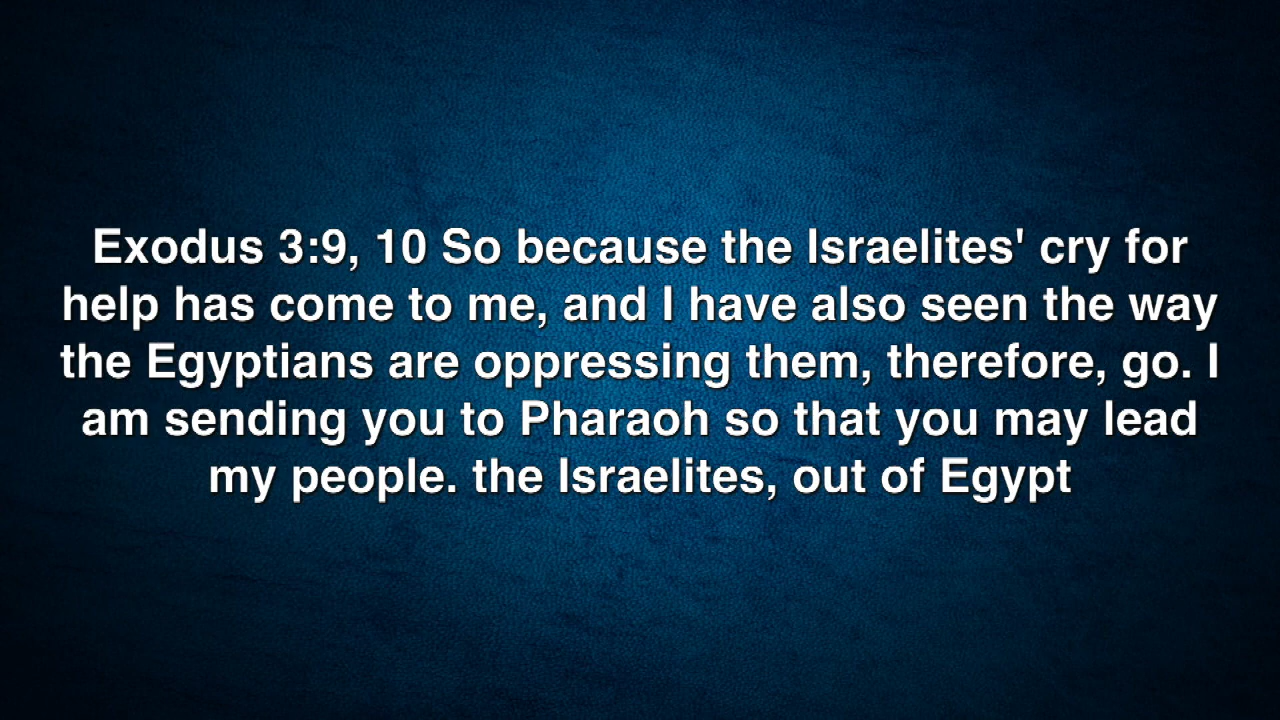 Exodus 3:9, 10 So because the Israelites' cry for
help has come to me, and I have also seen the way
the Egyptians are oppressing them, therefore, go. I
am sending you to Pharaoh so that you may lead
my people. the Israelites, out of Egypt